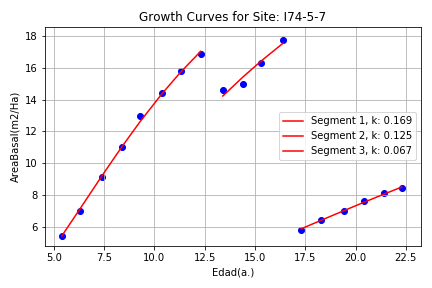 Growth Curves for Site: I74-5-7
AreaBasal(m2/Ha)
18
16
14
12
10
8
6
Segment 1, k: 0.169
Segment 2, k: 0.125
Segment 3, k: 0.067
5.0 7.5 10.0 12.5 15.0 17.5 20.0 22.5
Edad(a.)